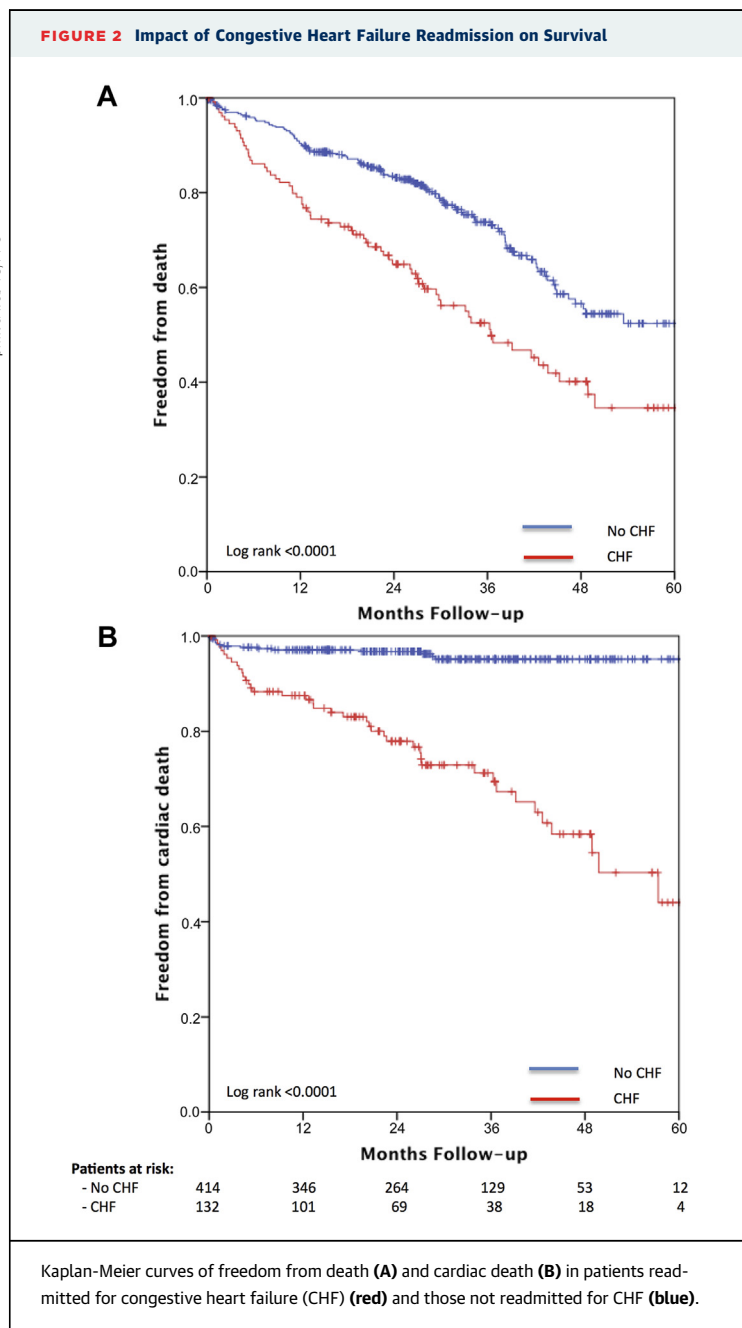 FIGURE 2 Impact of Congestive Heart Failure Readmission on Survival
A
1.0
0.8
0.6
0.4
0.2
0.0
Freedom from death
No CHF
CHF
Log rank <0.0001
0 12 24 36 48 60
Months Follow-up
B
1.0
0.8
0.6
0.4
0.2
0.0
Freedom from cardiac death
No CHF
CHF
Log rank <0.0001
0 12 24 36 48 60
Months Follow-up
Patients at risk:
- No CHF 414 346 264 129 53 12
- CHF 132 101 69 38 18 4
Kaplan-Meier curves of freedom from death (A) and cardiac death (B) in patients read-
mitted for congestive heart failure (CHF) (red) and those not readmitted for CHF (blue).